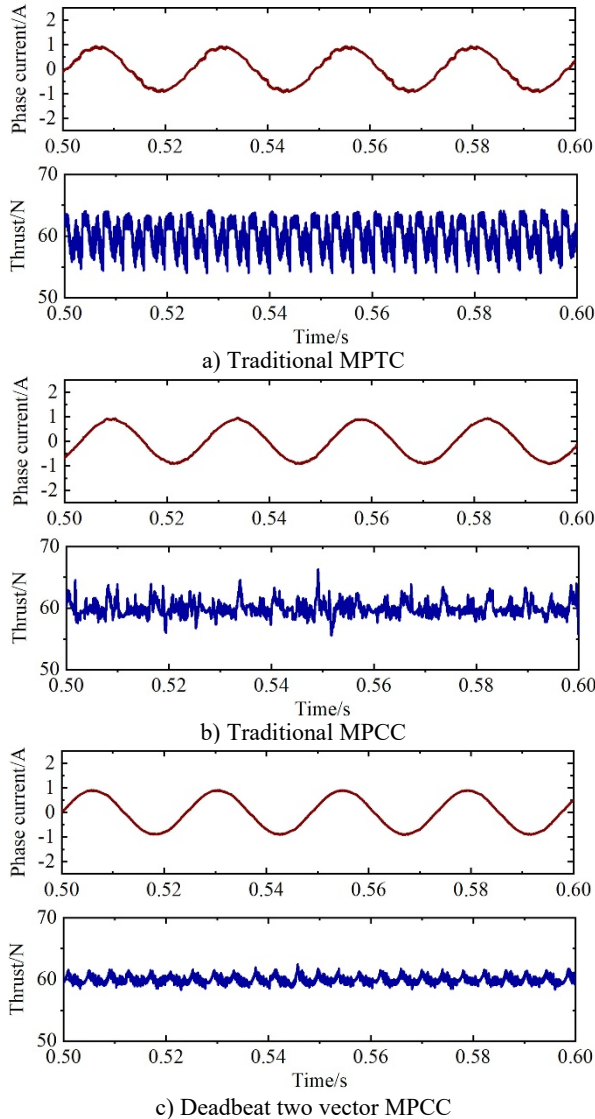 Phase current/A
2
1
0
-1
-2
0.50 0.52 0.54 0.56 0.58 0.60
Thrust/N
70
60
50
0.50 0.52 0.54 0.56 0.58 0.60
Time/s
a) Traditional MPTC
Phase current/A
2
1
0
-1
-2
0.50 0.52 0.54 0.56 0.58 0.60
Thrust/N
70
60
50
0.50 0.52 0.54 0.56 0.58 0.60
Time/s
b) Traditional MPCC
Phase current/A
2
1
0
-1
-2
0.50 0.52 0.54 0.56 0.58 0.60
Thrust/N
70
60
50
0.50 0.52 0.54 0.56 0.58 0.60
Time/s
c) Deadbeat two vector MPCC